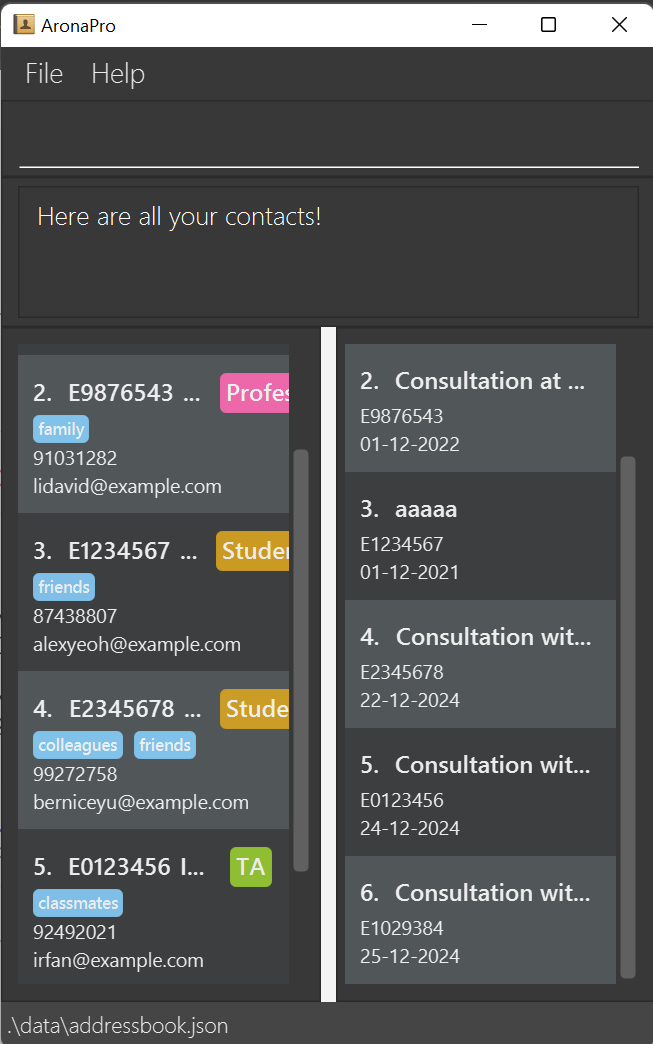 AronaPro
File Help
Here are all your contacts!
2. E9876543 ... Profes
family
91031282
lidavid@example.com
3. E1234567 ... Studen
friends
87438807
alexyeoh@example.com
4. E2345678 ... Stude
colleagues friends
99272758
berniceyu@example.com
5. E0123456 I... TA
classmates
92492021
irfan@example.com
2. Consultation at ...
E9876543
01-12-2022
3. aaaaa
E1234567
01-12-2021
4. Consultation wit...
E2345678
22-12-2024
5. Consultation wit...
E0123456
24-12-2024
6. Consultation wit...
E1029384
25-12-2024
.\data\addressbook.json